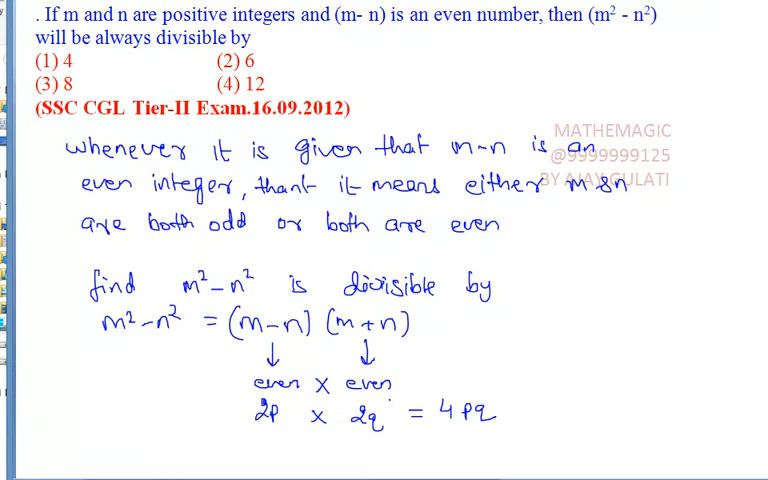 . If m and n are positive integers and (m- n) is an even number, then (m² - n²)
will be always divisible by
(1) 4 (2) 6
(3) 8 (4) 12
(SSC CGL Tier-II Exam.16.09.2012)
MATHEMAGIC
@9999999125
BY AJAY GULATI
whenever it is given that m-n is an
even integer, thant it means either m & n
are both odd or both are even
find m² - n² is divisible by
m² - n² = (m-n) (m+n)
↓ ↓
even × even
2p × 2q = 4pq